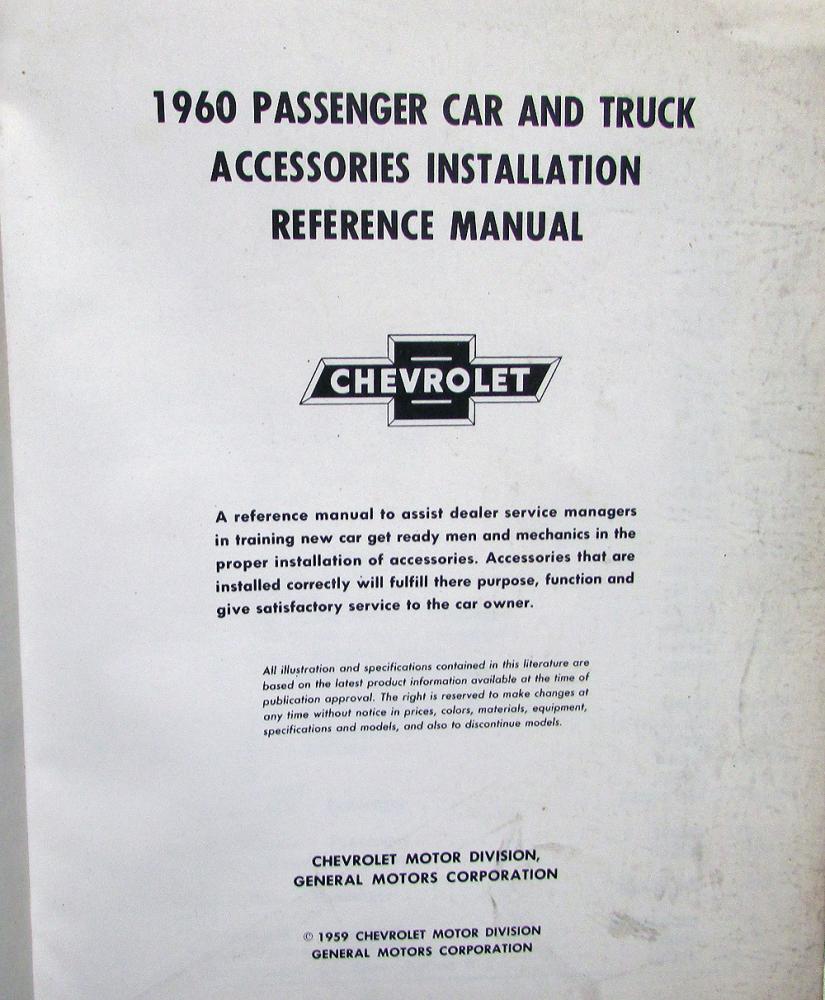 1960 PASSENGER CAR AND TRUCK
ACCESSORIES INSTALLATION
REFERENCE MANUAL
CHEVROLET
A reference manual to assist dealer service managers
in training new car get ready men and mechanics in the
proper installation of accessories. Accessories that are
installed correctly will fulfill there purpose, function and
give satisfactory service to the car owner.
All illustration and specifications contained in this literature are
based on the latest product information available at the time of
publication approval. The right is reserved to make changes at
any time without notice in prices, colors, materials, equipment,
specifications and models, and also to discontinue models.
CHEVROLET MOTOR DIVISION,
GENERAL MOTORS CORPORATION
© 1959 CHEVROLET MOTOR DIVISION
GENERAL MOTORS CORPORATION